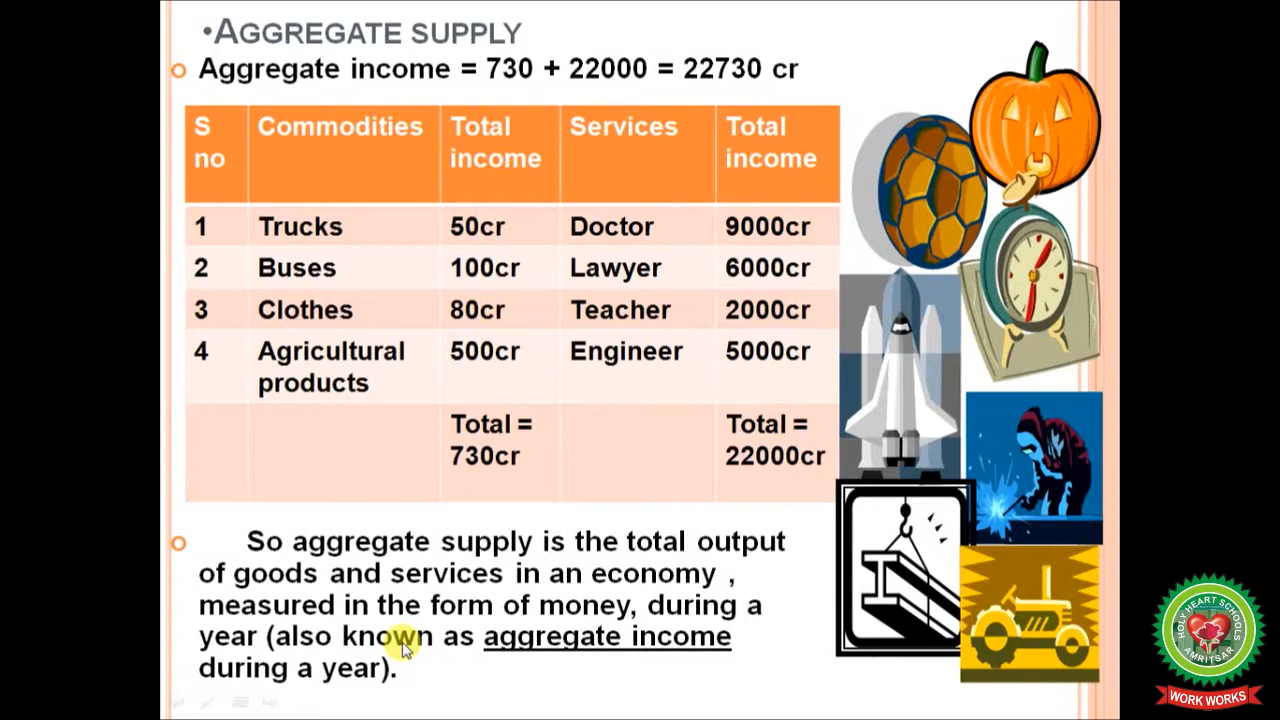 •AGGREGATE SUPPLY
Aggregate income = 730 + 22000 = 22730 cr
S no Commodities Total income Services Total income
1 Trucks 50cr Doctor 9000cr
2 Buses 100cr Lawyer 6000cr
3 Clothes 80cr Teacher 2000cr
4 Agricultural products 500cr Engineer 5000cr
Total = 730cr Total = 22000cr
So aggregate supply is the total output
of goods and services in an economy ,
measured in the form of money, during a
year (also known as aggregate income
during a year).
HOLY HEART SCHOOLS
AMRITSAR
WORK WORKS